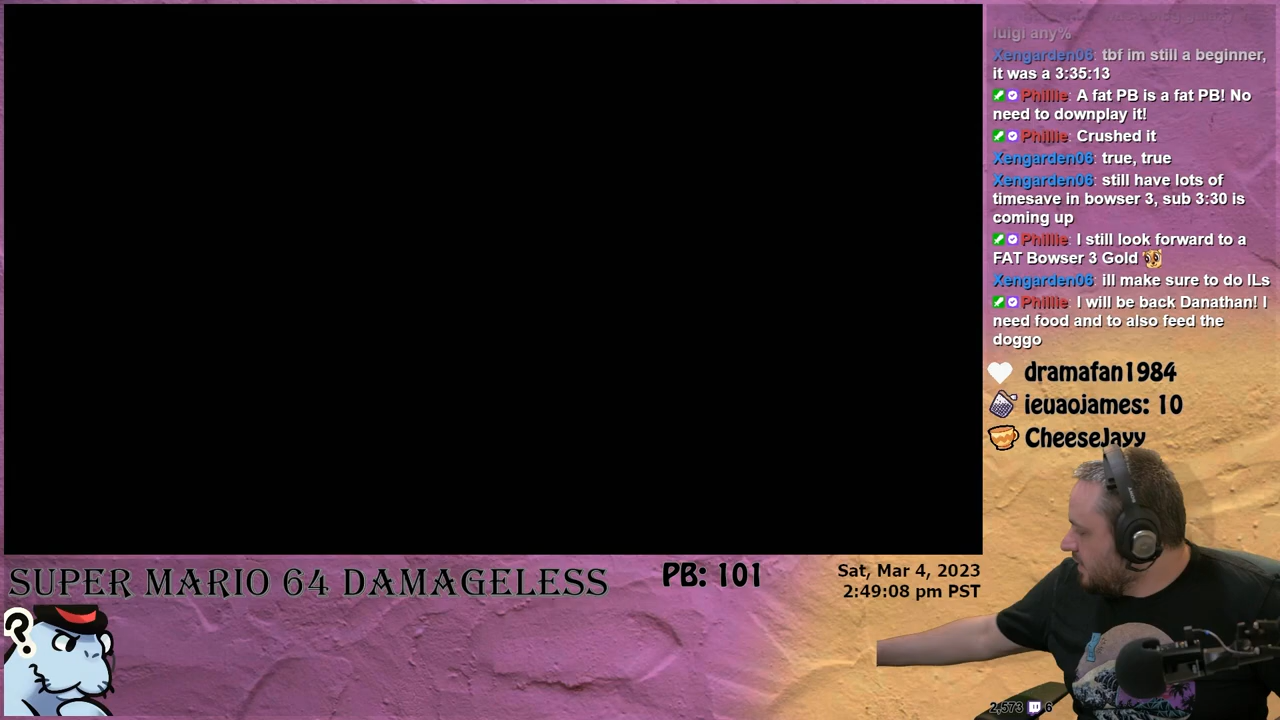 luigi any%
Xengarden06: tbf im still a beginner,
it was a 3:35:13
Phillie: A fat PB is a fat PB! No
need to downplay it!
Phillie: Crushed it
Xengarden06: true, true
Xengarden06: still have lots of
timesave in bowser 3, sub 3:30 is
coming up
Phillie: I still look forward to a
FAT Bowser 3 Gold
Xengarden06: ill make sure to do ILs
Phillie: I will be back Danathan! I
need food and to also feed the
doggo
dramafan1984
ieuaojames: 10
CheeseJayy
SUPER MARIO 64 DAMAGELESS
PB: 101
Sat, Mar 4, 2023
2:49:08 pm PST
?
2,573 6